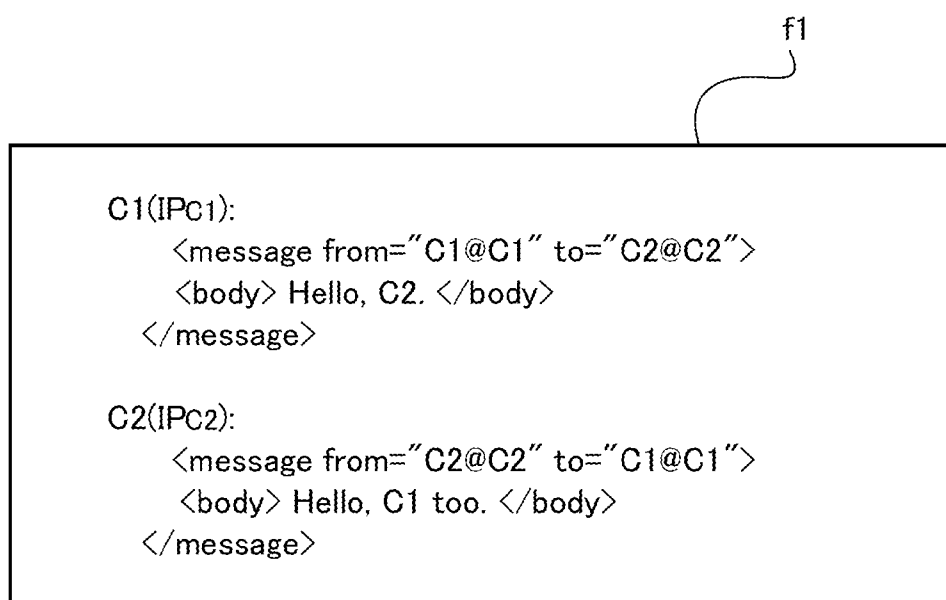 f1
C1(IPC1):
<message from="C1@C1" to="C2@C2">
<body> Hello, C2. </body>
</message>
C2(IPC2):
<message from="C2@C2" to="C1@C1">
<body> Hello, C1 too. </body>
</message>